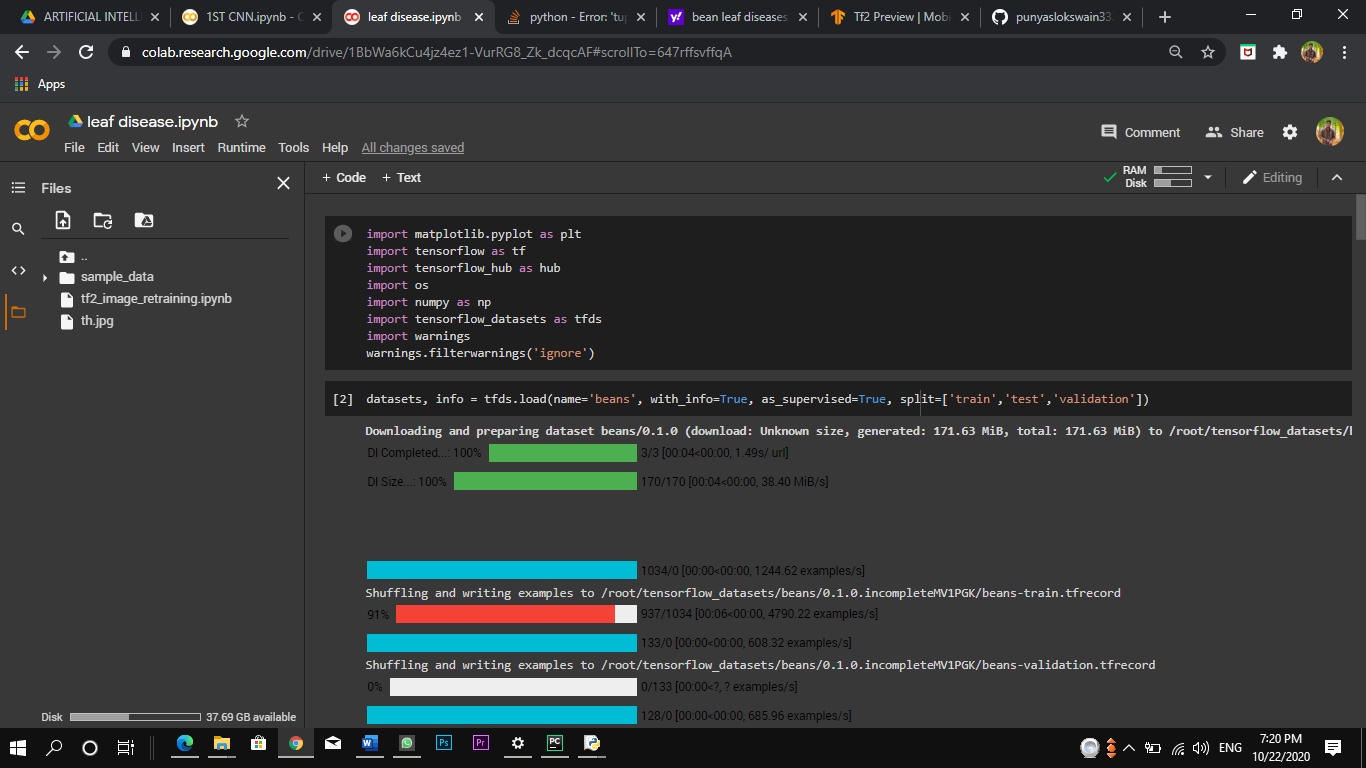 ARTIFICIAL INTELL
1ST CNN.ipynb - C
leaf disease.ipynb
python - Error: 'tup
bean leaf diseases
Tf2 Preview | Mobi
punyaslokswain33
colab.research.google.com/drive/1BbWa6kCu4jz4ez1-VurRG8_Zk_dcqcAF#scrollTo=647rffsvffqA
Apps
leaf disease.ipynb
Comment
Share
File Edit View Insert Runtime Tools Help All changes saved
Files
+ Code + Text
RAM
Disk
Editing
..
sample_data
tf2_image_retraining.ipynb
th.jpg
import matplotlib.pyplot as plt
import tensorflow as tf
import tensorflow_hub as hub
import os
import numpy as np
import tensorflow_datasets as tfds
import warnings
warnings.filterwarnings('ignore')
[2] datasets, info = tfds.load(name='beans', with_info=True, as_supervised=True, split=['train','test','validation'])
Downloading and preparing dataset beans/0.1.0 (download: Unknown size, generated: 171.63 MiB, total: 171.63 MiB) to /root/tensorflow_datasets/
Dl Completed...: 100% 3/3 [00:04<00:00, 1.49s/ url]
Dl Size...: 100% 170/170 [00:04<00:00, 38.40 MiB/s]
1034/0 [00:00<00:00, 1244.62 examples/s]
Shuffling and writing examples to /root/tensorflow_datasets/beans/0.1.0.incompleteMV1PGK/beans-train.tfrecord
91% 937/1034 [00:06<00:00, 4790.22 examples/s]
133/0 [00:00<00:00, 608.32 examples/s]
Shuffling and writing examples to /root/tensorflow_datasets/beans/0.1.0.incompleteMV1PGK/beans-validation.tfrecord
0% 0/133 [00:00<?, ? examples/s]
128/0 [00:00<00:00, 685.96 examples/s]
Disk 37.69 GB available
ENG
7:20 PM
10/22/2020